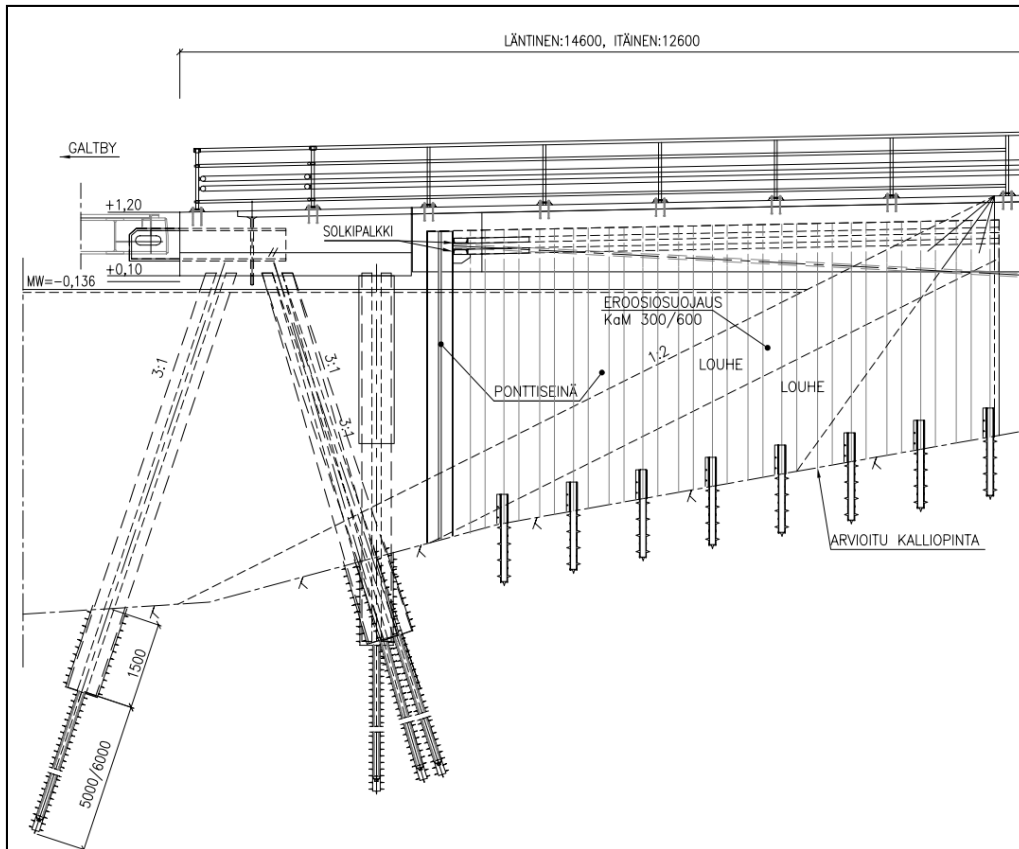 LÄNTINEN:14600, ITÄINEN:12600
GALTBY
+1,20
SOLKIPALKKI
+0,10
MW=-0,136
EROOSIOSUOJAUS
KaM 300/600
3:1
3:1
1:2
LOUHE
LOUHE
PONTTISEINÄ
3:1
ARVIOITU KALLIOPINTA
1500
5000/6000